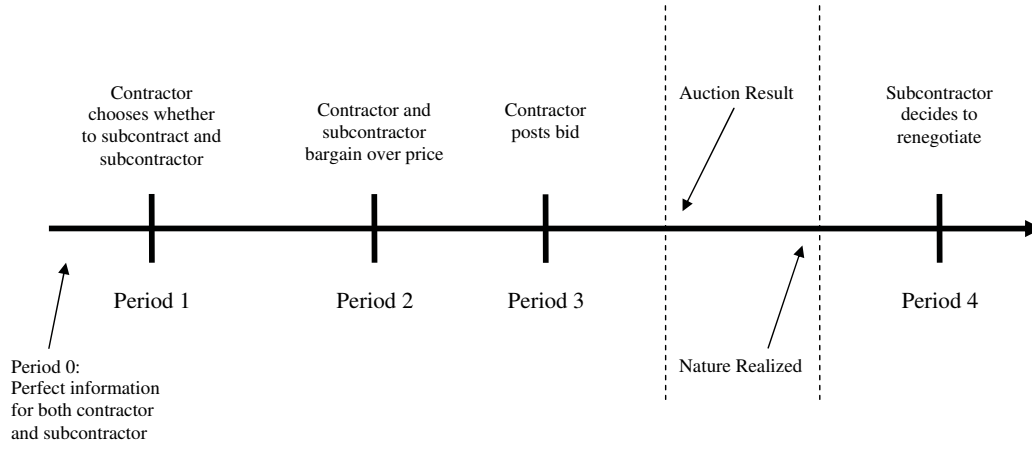 Contractor
chooses whether
to subcontract and
subcontractor
Contractor and
subcontractor
bargain over price
Contractor
posts bid
Auction Result
Subcontractor
decides to
renegotiate
Period 1
Period 2
Period 3
Period 4
Period 0:
Perfect information
for both contractor
and subcontractor
Nature Realized